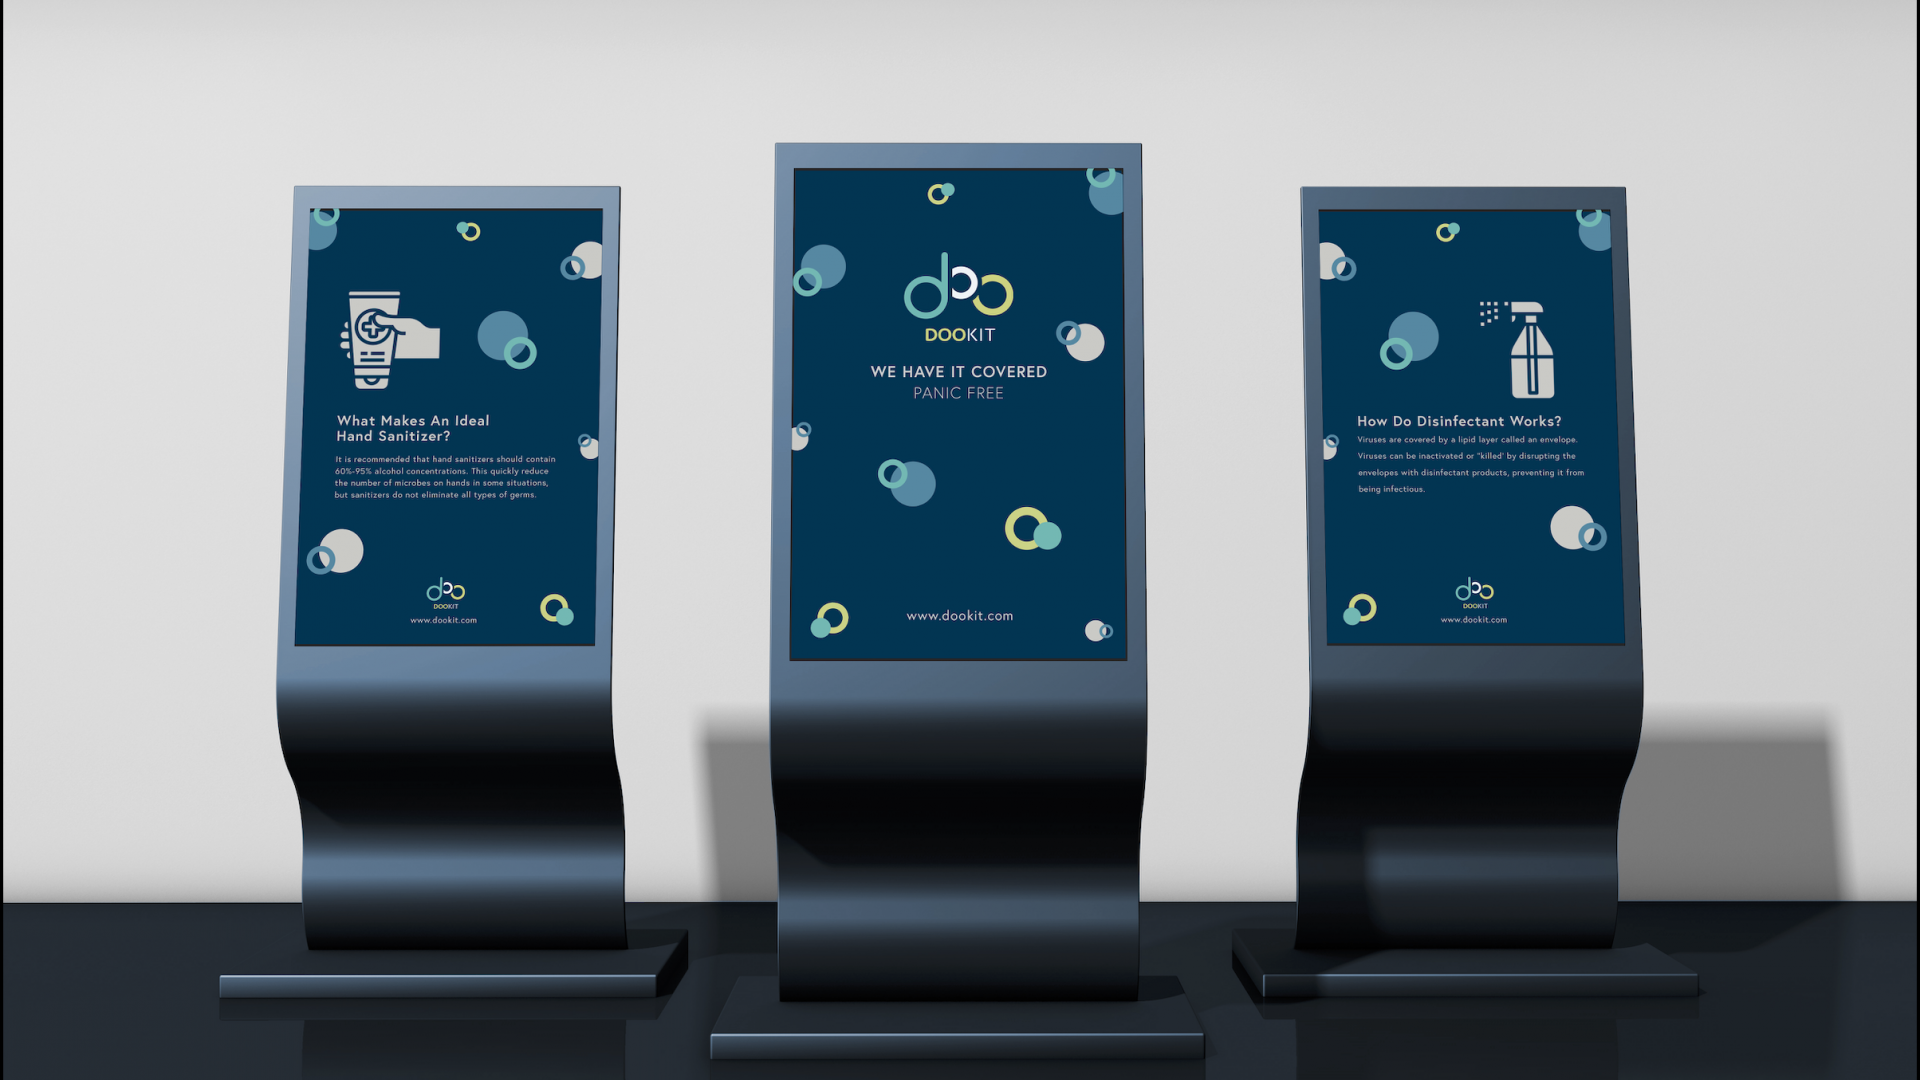 What Makes An Ideal
Hand Sanitizer?
It is recommended that hand sanitizers should contain
60%-95% alcohol concentrations. This quickly reduce
the number of microbes on hands in some situations,
but sanitizers do not eliminate all types of germs.
doo
DOOKIT
www.dookit.com
doo
DOOKIT
WE HAVE IT COVERED
PANIC FREE
www.dookit.com
How Do Disinfectant Works?
Viruses are covered by a lipid layer called an envelope.
Viruses can be inactivated or "killed' by disrupting the
envelopes with disinfectant products, preventing it from
being infectious.
doo
DOOKIT
www.dookit.com